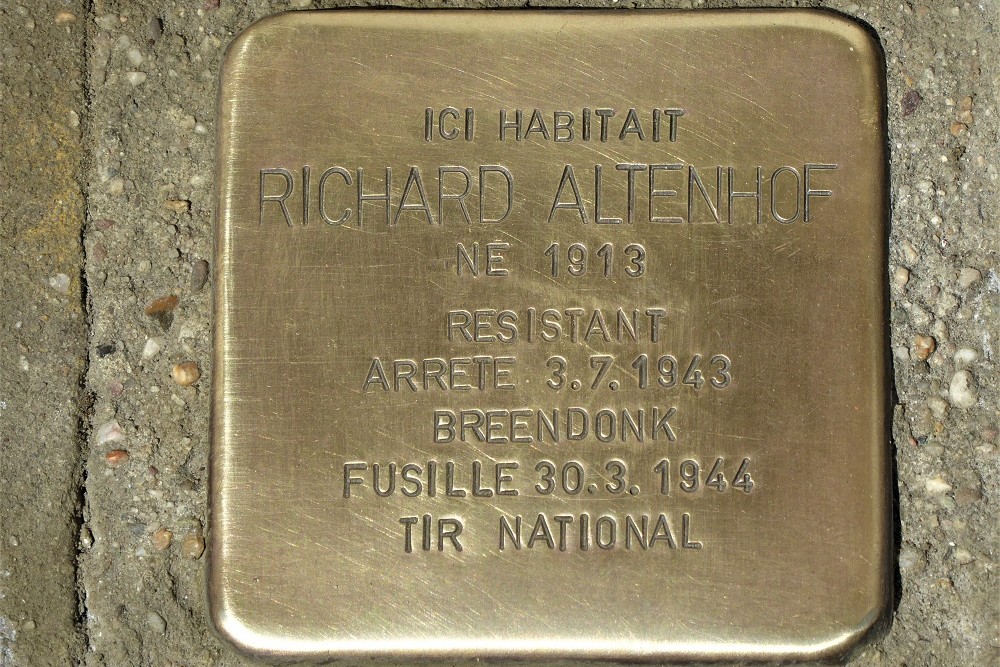 ICI HABITAIT
RICHARD ALTENHOF
NE 1913
RESISTANT
ARRETE 3.7.1943
BREENDONK
FUSILLE 30.3.1944
TIR NATIONAL